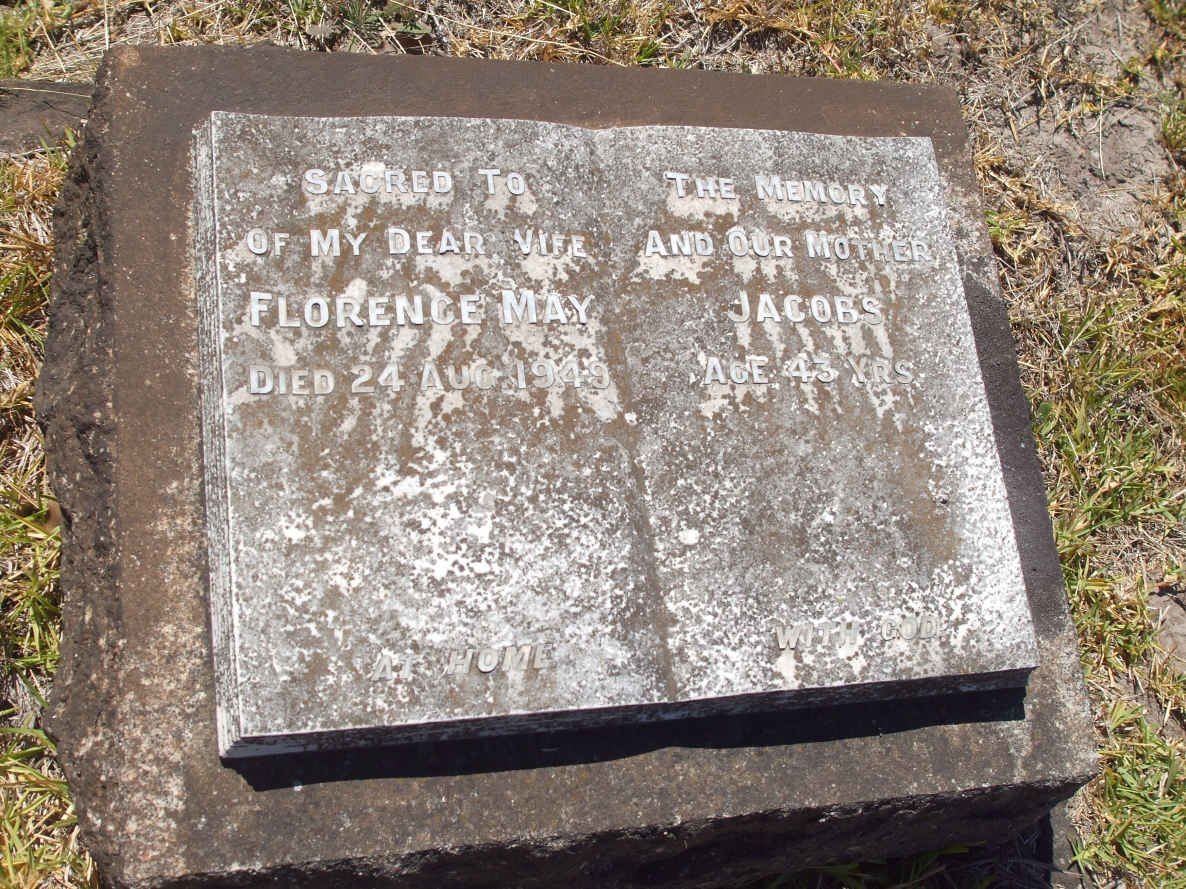 SACRED TO THE MEMORY
OF MY DEAR VIFE AND OUR MOTHER
FLORENCE MAY JACOBS
DIED 24 AUG 1949 AGE 43 YRS
AT HOME WITH GOD.